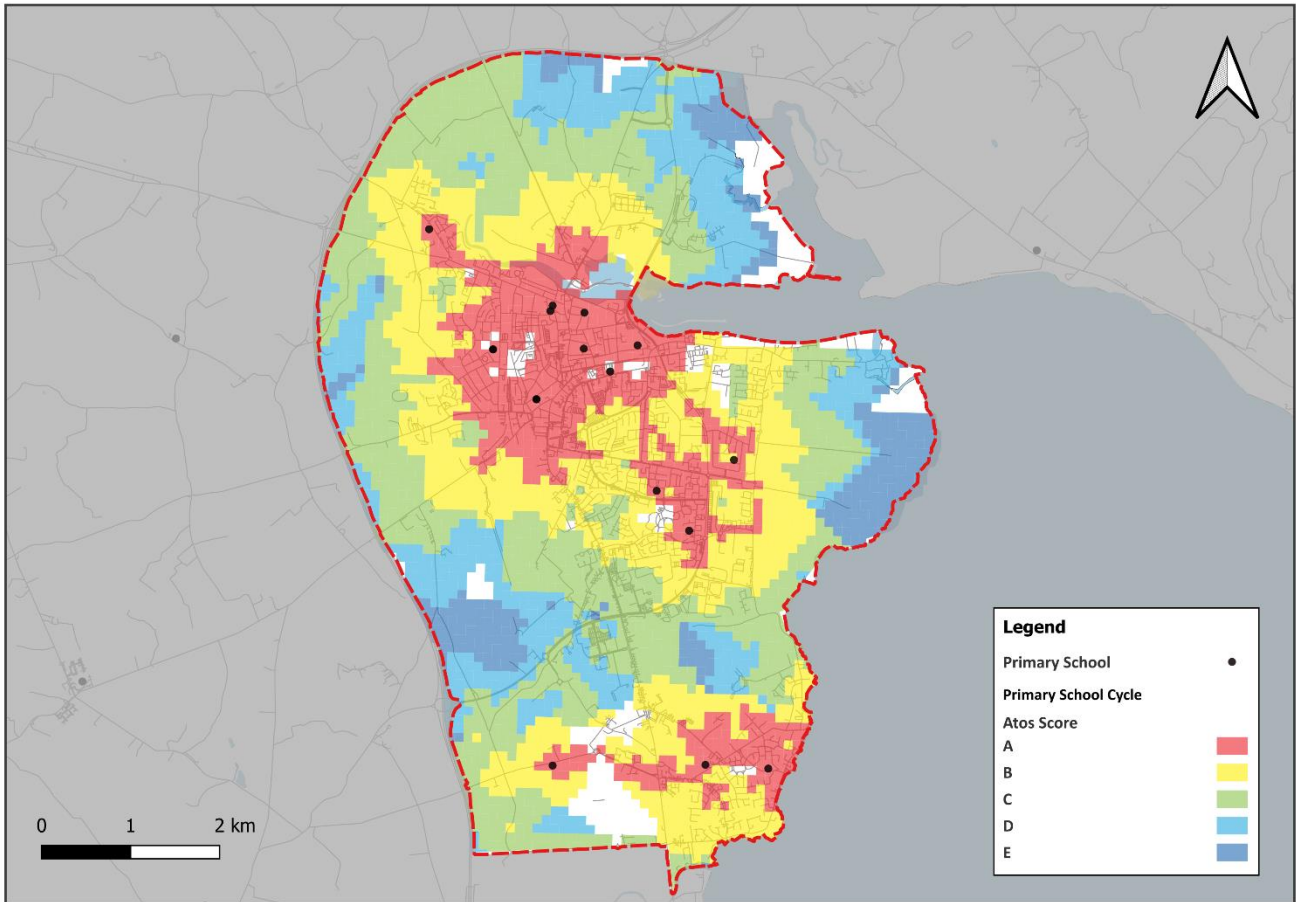 Legend
Primary School
Primary School Cycle
Atos Score
A
B
C
D
E
0 1 2 km